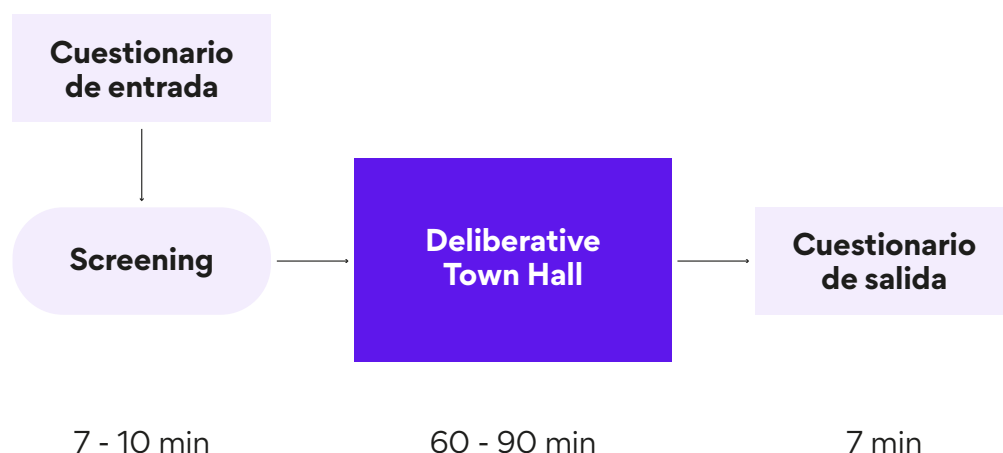 Cuestionario
de entrada
Screening
Deliberative
Town Hall
Cuestionario
de salida
7 - 10 min
60 - 90 min
7 min